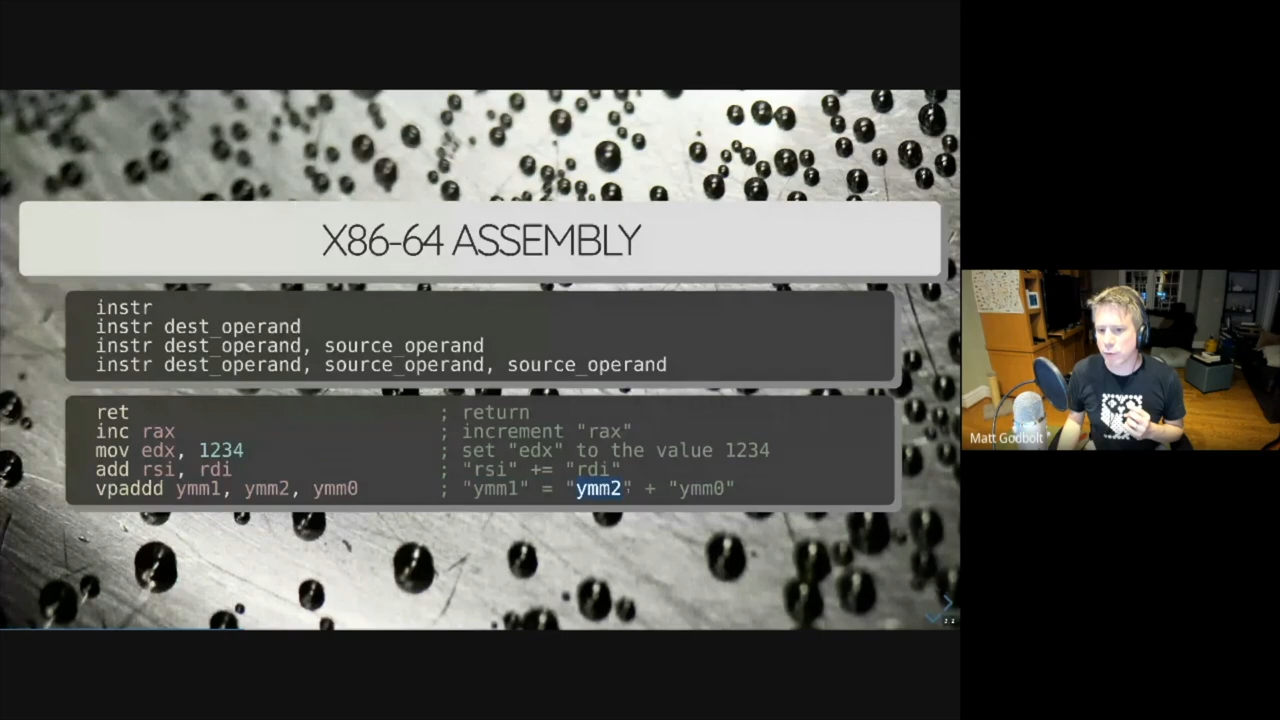 X86-64 ASSEMBLY
instr
instr dest_operand
instr dest_operand, source_operand
instr dest_operand, source_operand, source_operand
ret ; return
inc rax ; increment "rax"
mov edx, 1234 ; set "edx" to the value 1234
add rsi, rdi ; "rsi" += "rdi"
vpaddd ymm1, ymm2, ymm0 ; "ymm1" = "ymm2" + "ymm0"
Matt Godbolt